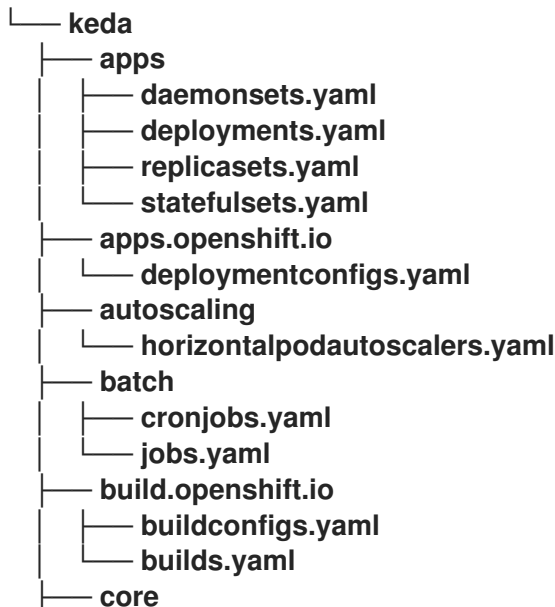 └── keda
├── apps
│ ├── daemonsets.yaml
│ ├── deployments.yaml
│ ├── replicasets.yaml
│ └── statefulsets.yaml
├── apps.openshift.io
│ └── deploymentconfigs.yaml
├── autoscaling
│ └── horizontalpodautoscalers.yaml
├── batch
│ ├── cronjobs.yaml
│ └── jobs.yaml
├── build.openshift.io
│ ├── buildconfigs.yaml
│ └── builds.yaml
├── core